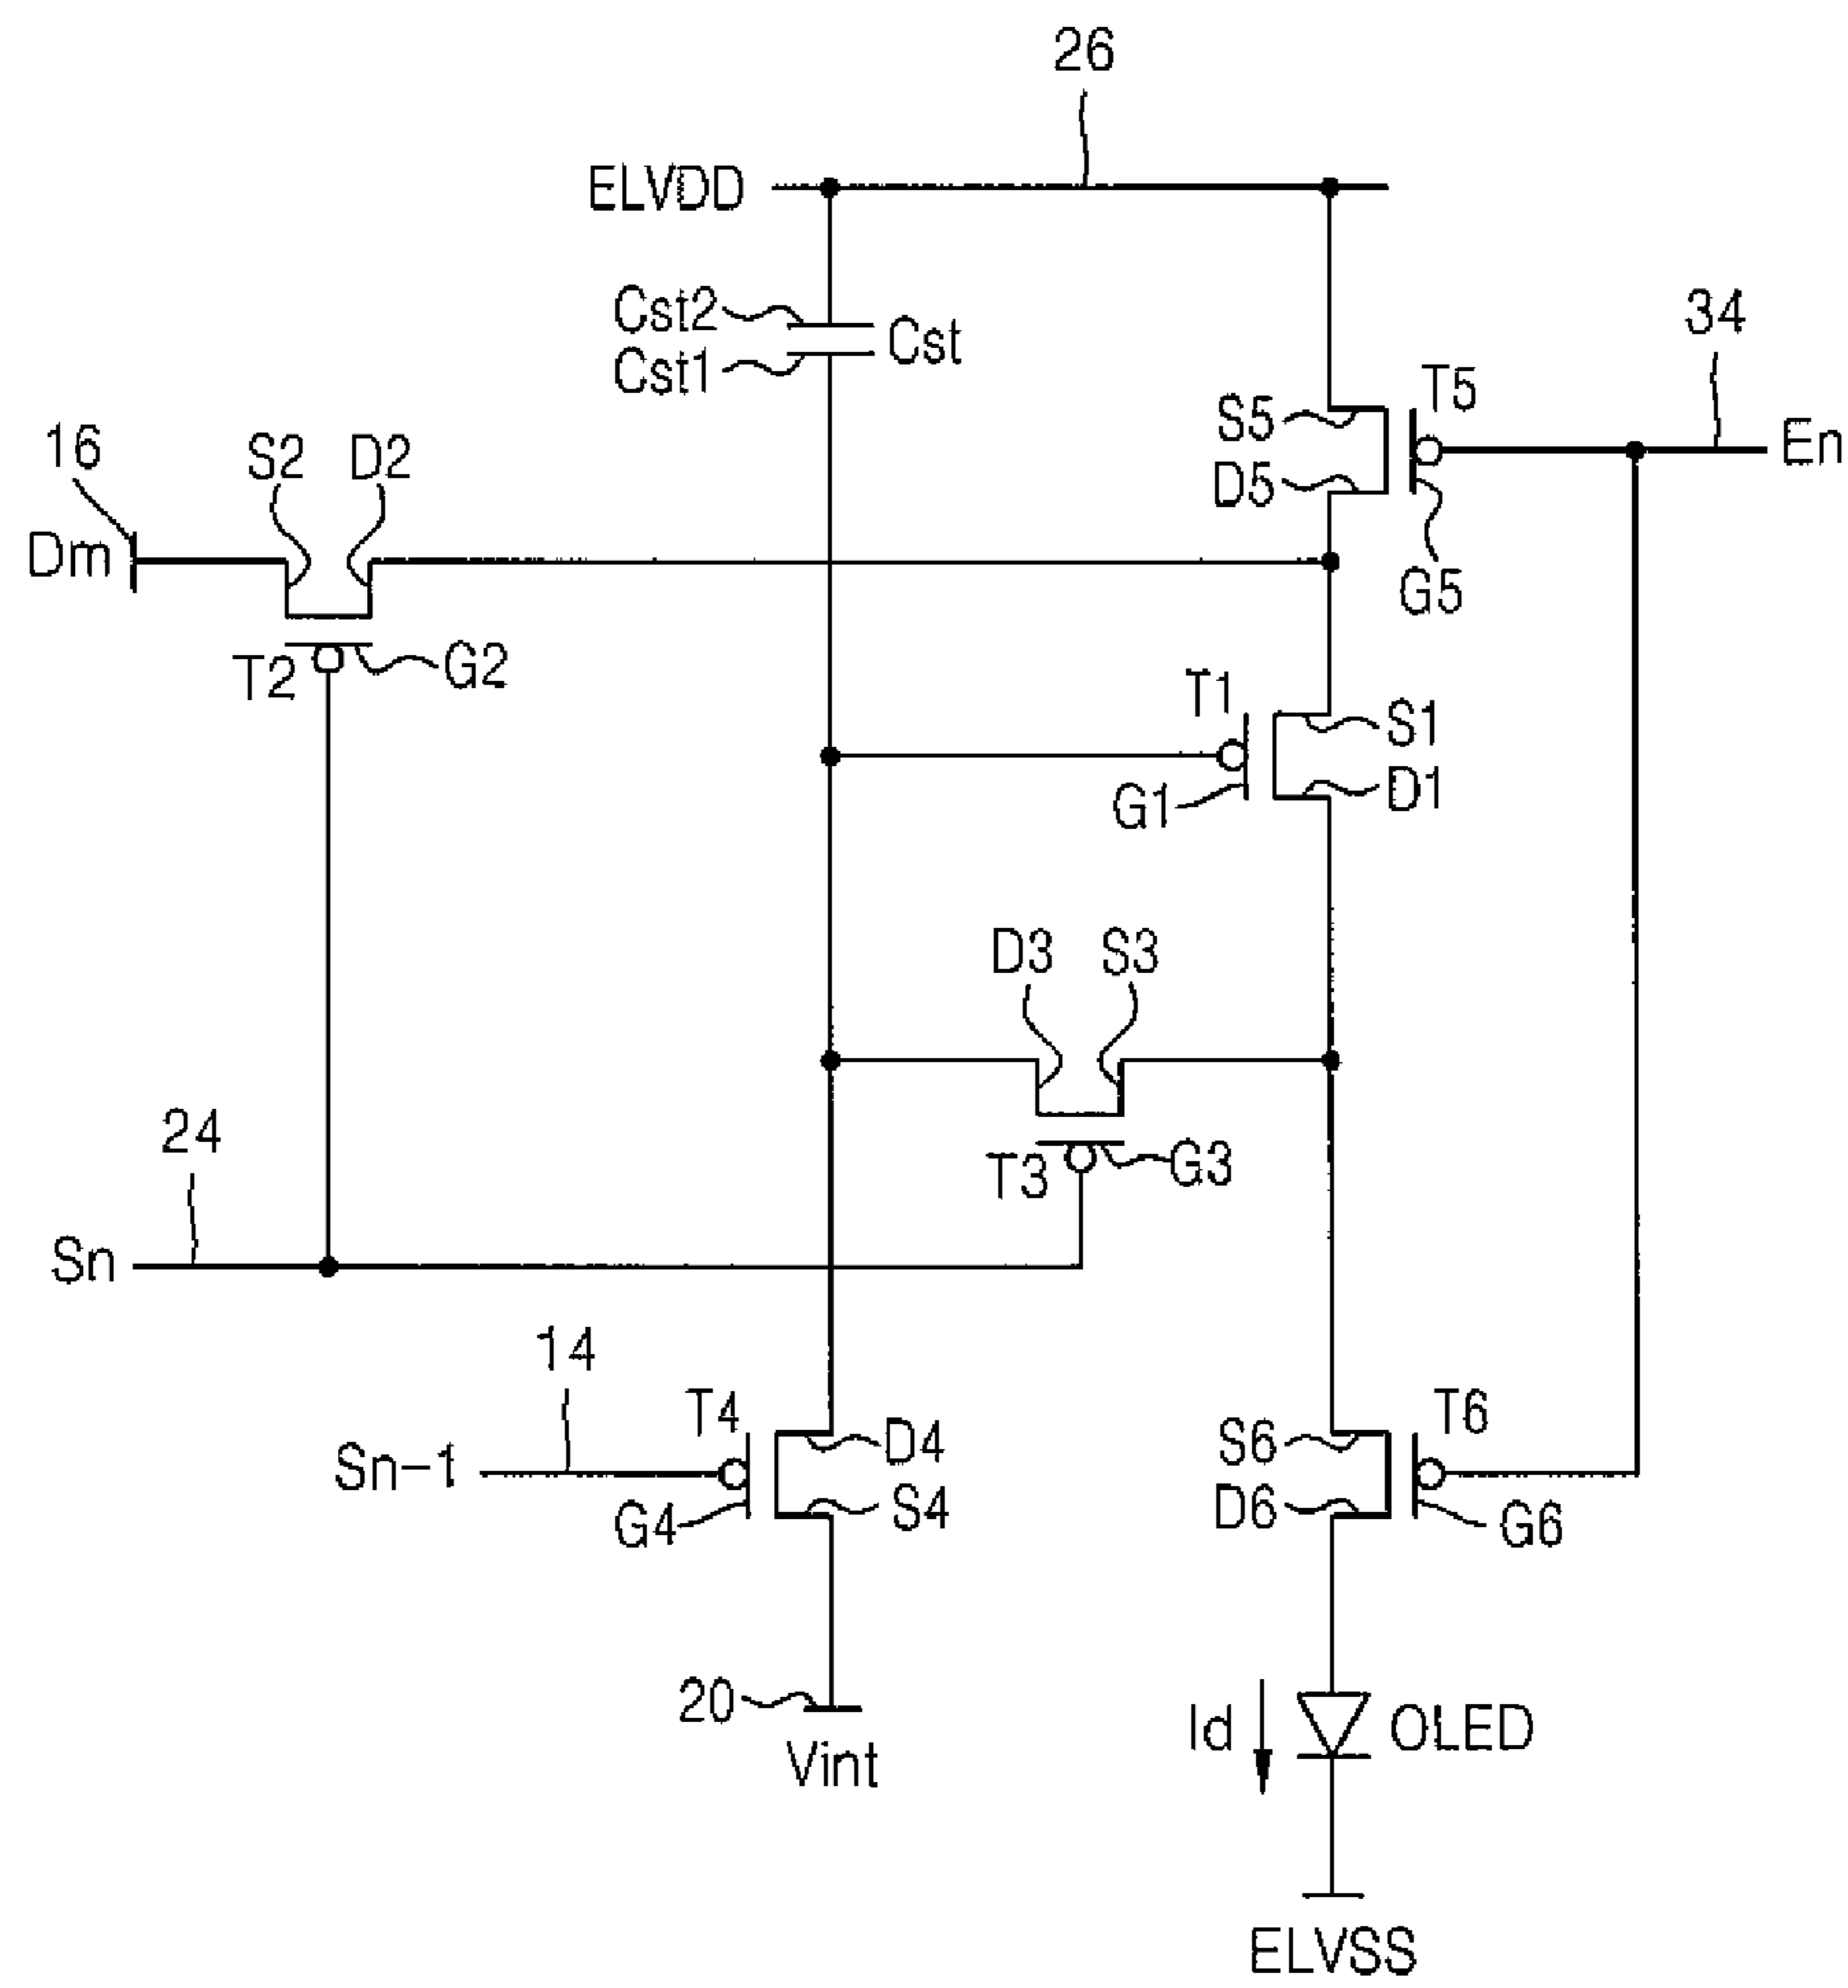 26
ELVDD
Cst2
Cst
Cst1
34
T5
S5
En
16
S2
D2
D5
Dm
G5
T2
G2
T1
S1
G1
D1
D3
S3
24
T3
G3
Sn
14
T4
D4
S6
T6
Sn-1
G4
S4
D6
G6
20
Id
OLED
Vint
ELVSS